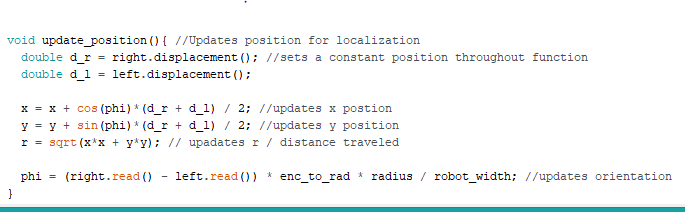 void update_position(){ //Updates position for localization
double d_r = right.displacement(); //sets a constant position throughout function
double d_l = left.displacement();
x = x + cos(phi)*(d_r + d_l) / 2; //updates x postion
y = y + sin(phi)*(d_r + d_l) / 2; //updates y position
r = sqrt(x*x + y*y); // upadates r / distance traveled
phi = (right.read() - left.read()) * enc_to_rad * radius / robot_width; //updates orientation
}